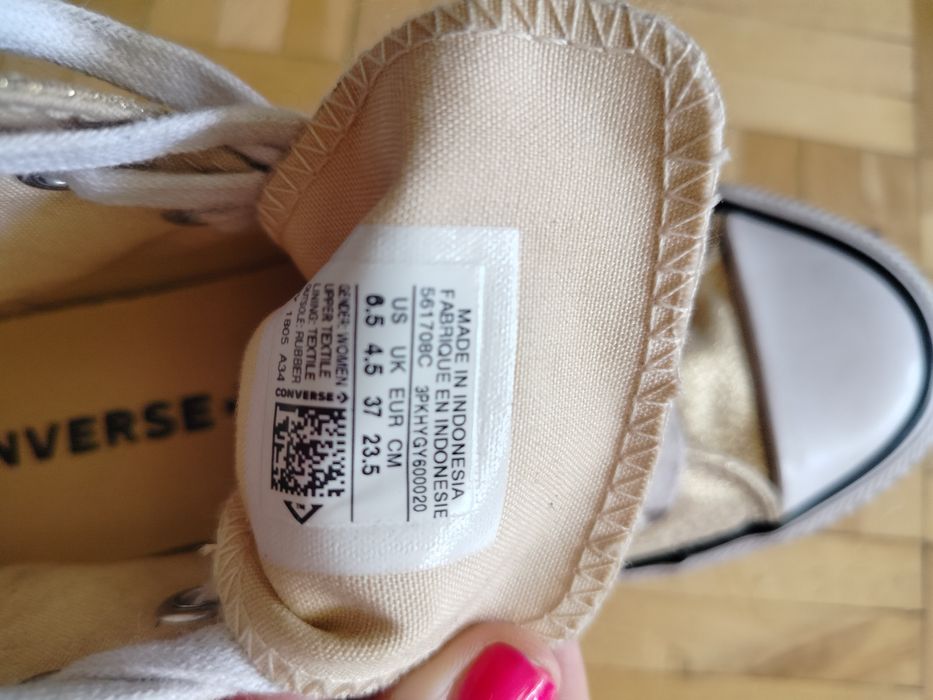 MADE IN INDONESIA
FABRIQUE EN INDONESIE
561708C 3PKHYGY600020
US UK EUR CM
6.5 4.5 37 23.5
GENDER: WOMEN
UPPER TEXTILE
LINING: TEXTILE
OUTSOLE: RUBBER
1805 A34
CONVERSE
NVERSE